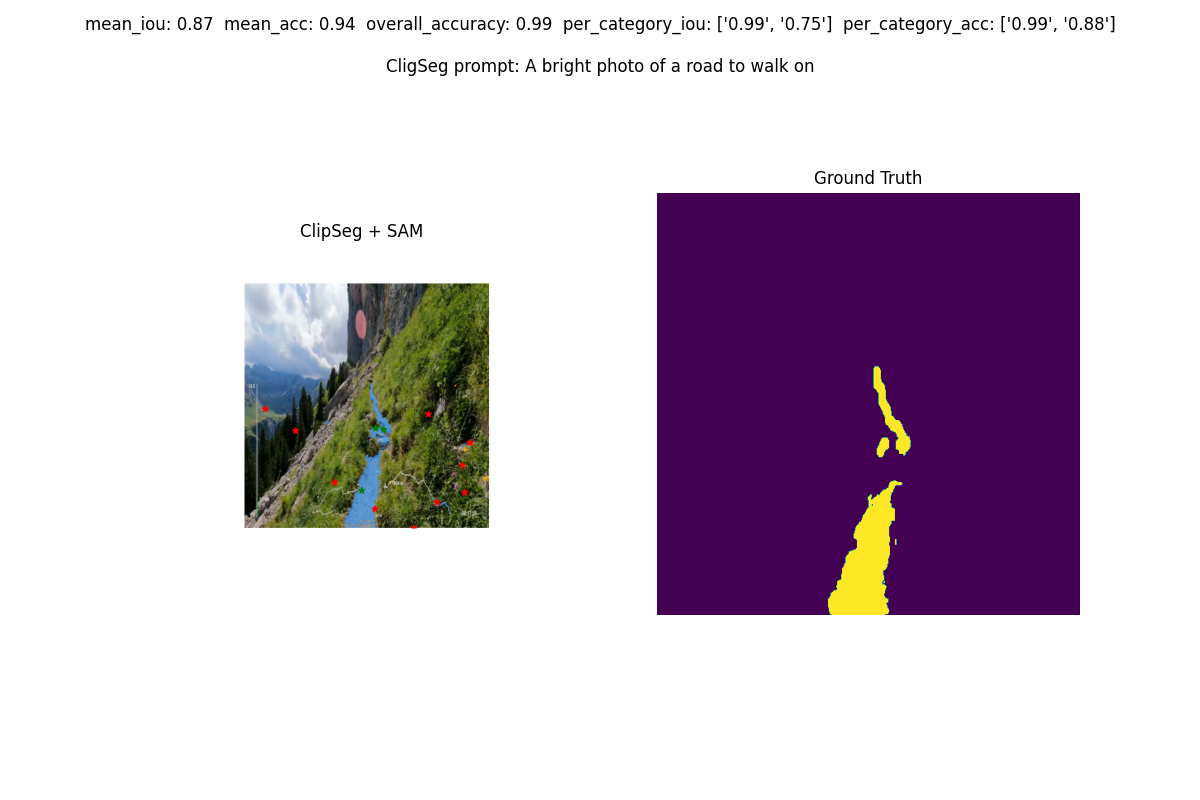 mean_iou: 0.87  mean_acc: 0.94  overall_accuracy: 0.99  per_category_iou: ['0.99', '0.75']  per_category_acc: ['0.99', '0.88']
CligSeg prompt: A bright photo of a road to walk on
Ground Truth
ClipSeg + SAM